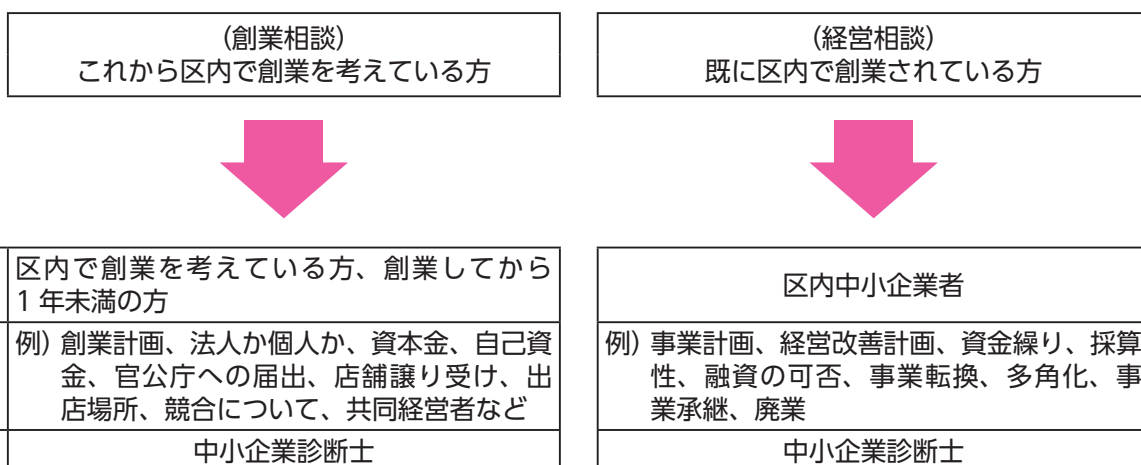 (創業相談)
これから区内で創業を考えている方
(経営相談)
既に区内で創業されている方
区内で創業を考えている方、創業してから
1年未満の方
例) 創業計画、法人か個人か、資本金、自己資
金、官公庁への届出、店舗譲り受け、出
店場所、競合について、共同経営者など
中小企業診断士
区内中小企業者
例) 事業計画、経営改善計画、資金繰り、採算
性、融資の可否、事業転換、多角化、事
業承継、廃業
中小企業診断士